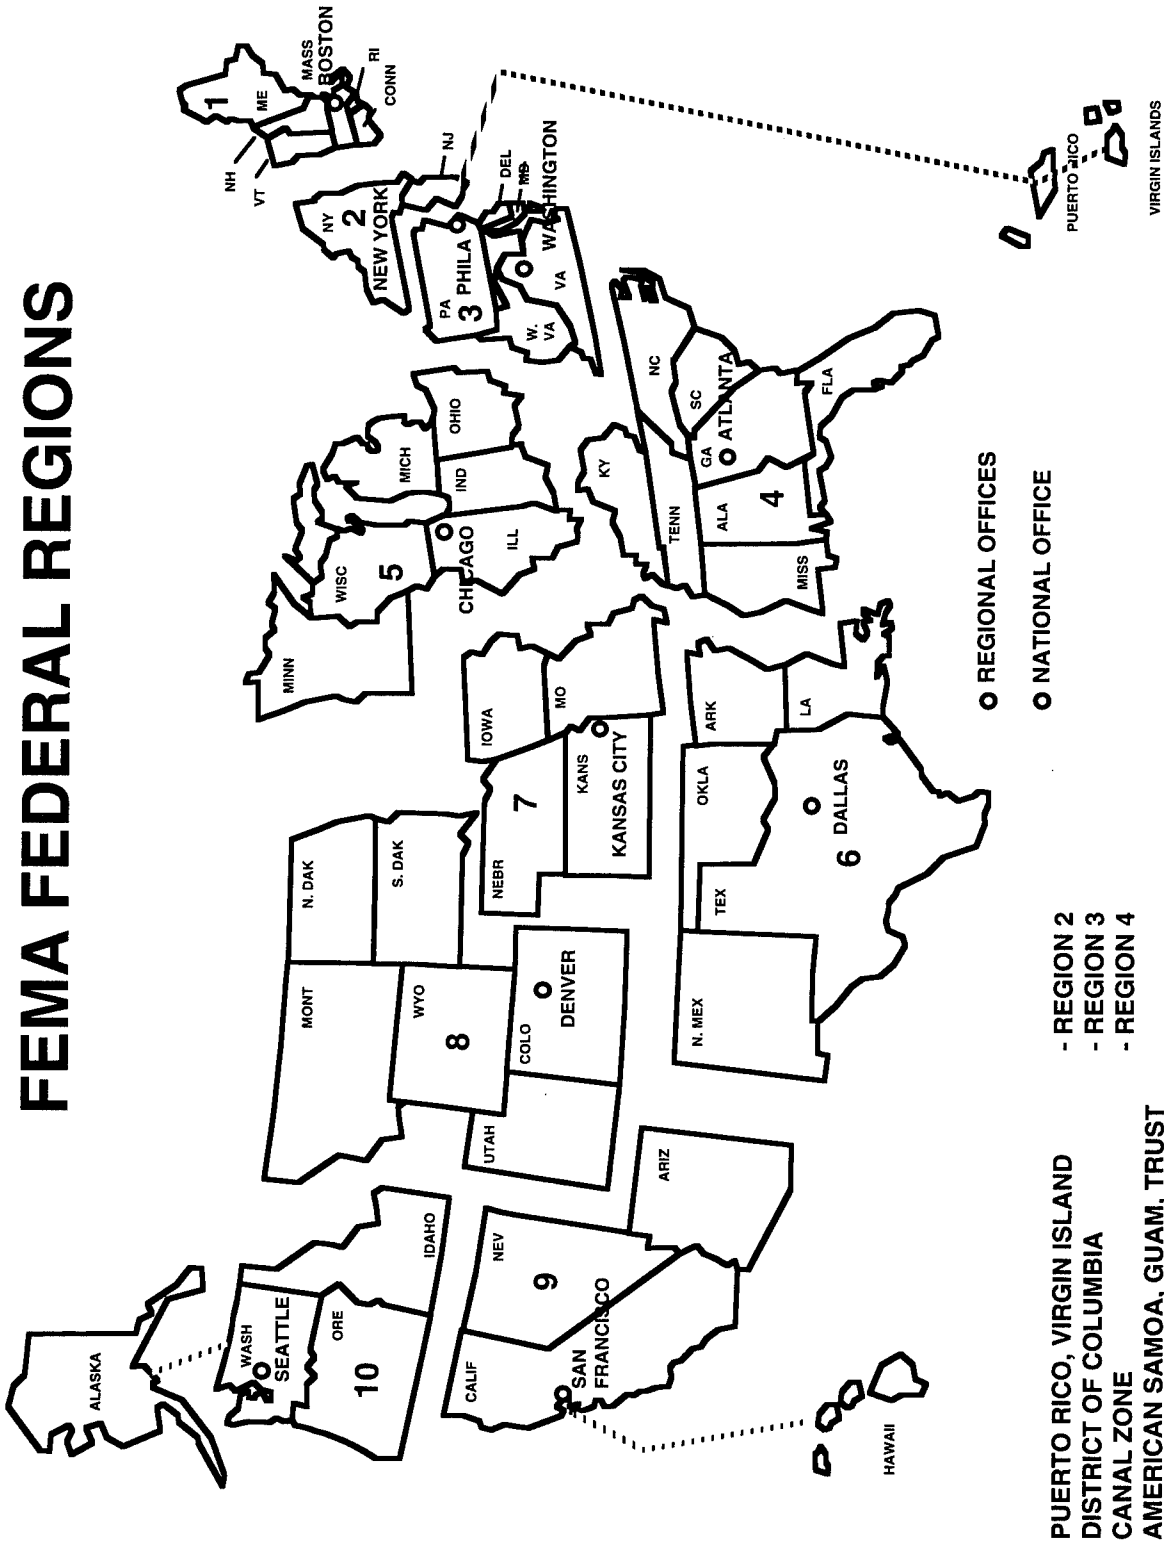 FEMA FEDERAL REGIONS
ALASKA
WASH
SEATTLE
ORE
10
IDAHO
CALIF
SAN
FRANCISCO
NEV
9
ARIZ
HAWAII
MONT
WYO
8
UTAH
COLO
DENVER
N. DAK
S. DAK
NEBR
7
IOWA
MO
KANS
KANSAS CITY
N. MEX
TEX
OKLA
ARK
LA
6
DALLAS
MINN
WISC
5
MICH
CHICAGO
ILL
IND
OHIO
KY
TENN
NC
SC
GA
ATLANTA
ALA
4
MISS
FLA
NY
2
NEW YORK
NJ
PA
3
PHILA
DEL
MD
WASHINGTON
W.
VA
VA
1
ME
NH
VT
MASS
BOSTON
RI
CONN
PUERTO RICO
VIRGIN ISLANDS
REGIONAL OFFICES
NATIONAL OFFICE
PUERTO RICO, VIRGIN ISLAND - REGION 2
DISTRICT OF COLUMBIA - REGION 3
CANAL ZONE - REGION 4
AMERICAN SAMOA, GUAM, TRUST